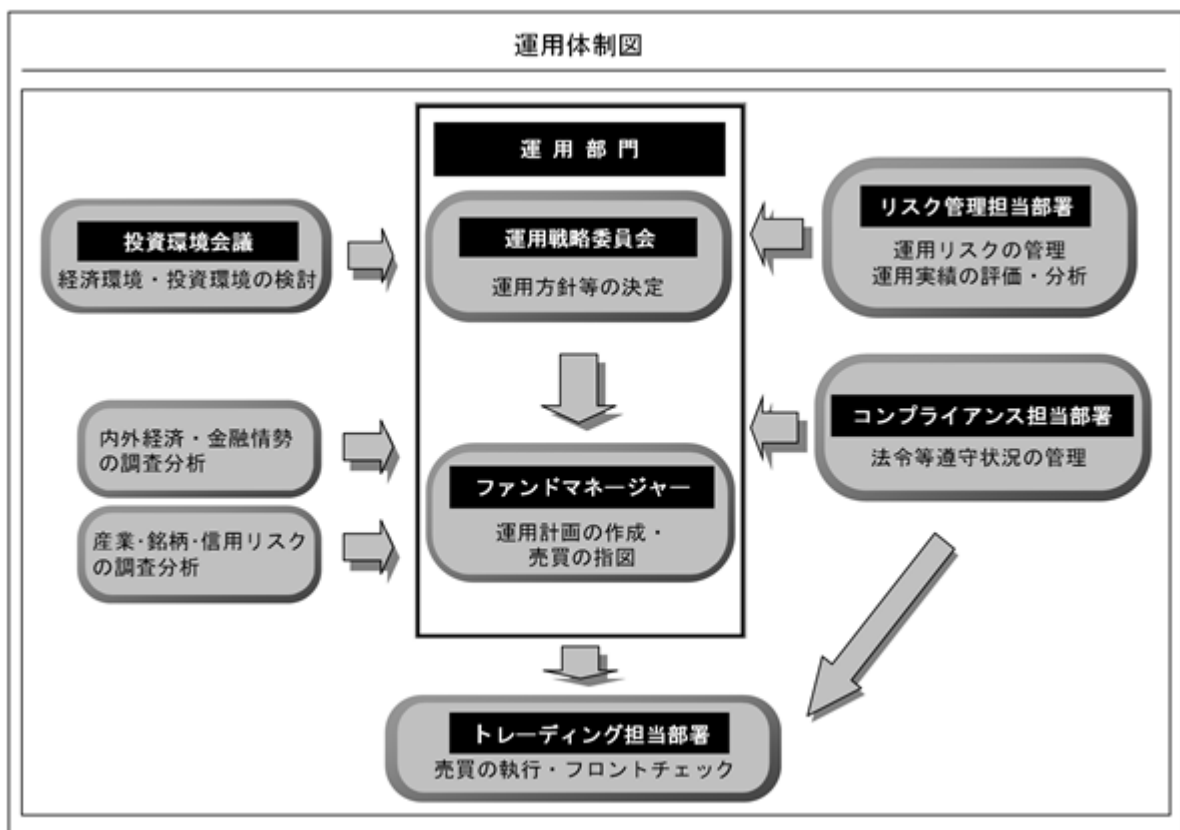 運用体制図
運用部門
投資環境会議
経済環境・投資環境の検討
運用戦略委員会
運用方針等の決定
リスク管理担当部署
運用リスクの管理
運用実績の評価・分析
内外経済・金融情勢
の調査分析
産業・銘柄・信用リスク
の調査分析
ファンドマネージャー
運用計画の作成・
売買の指図
コンプライアンス担当部署
法令等遵守状況の管理
トレーディング担当部署
売買の執行・フロントチェック